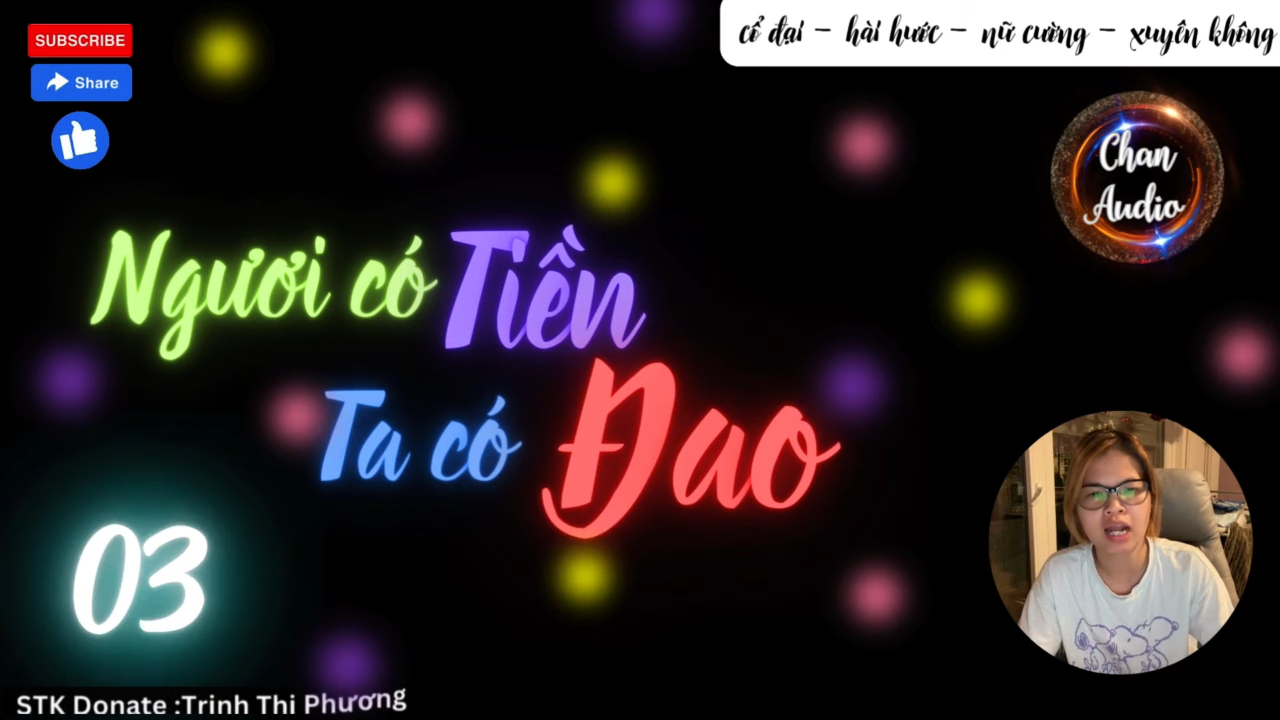 SUBSCRIBE
Share
cổ đại - hài hước - nữ cường - xuyên không
Chan
Audio
Ngươi có Tiền
Ta có Đao
03
STK Donate :Trinh Thi Phương